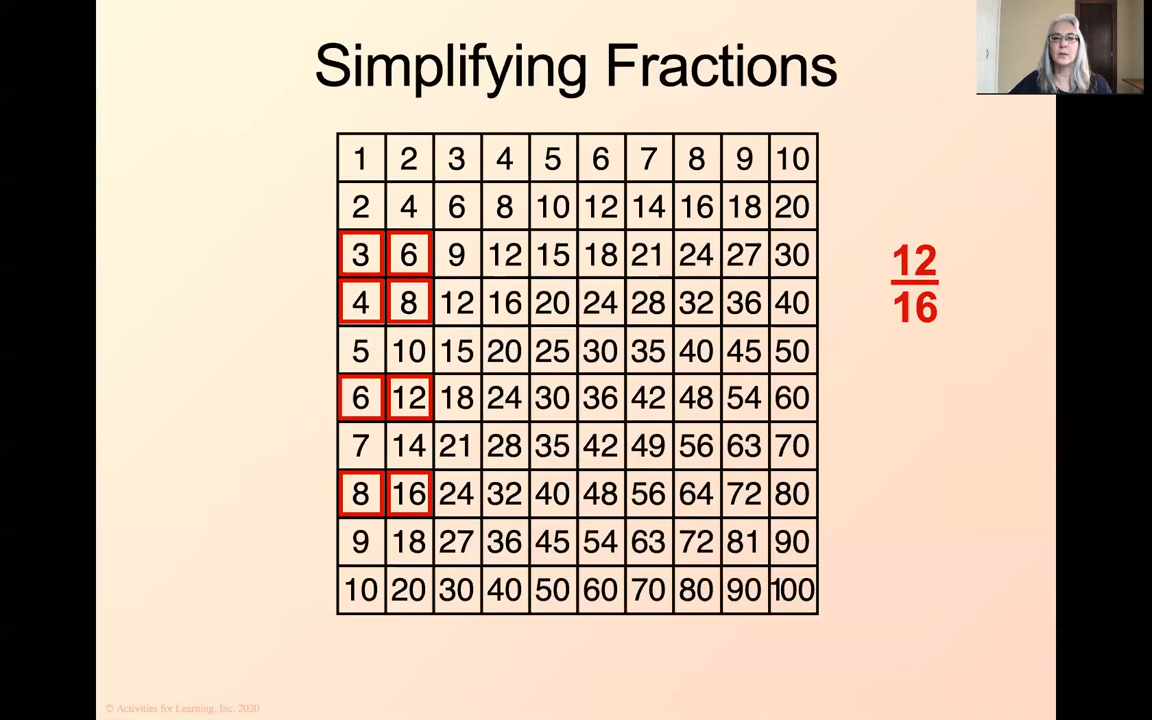 Simplifying Fractions
1 2 3 4 5 6 7 8 9 10
2 4 6 8 10 12 14 16 18 20
3 6 9 12 15 18 21 24 27 30
4 8 12 16 20 24 28 32 36 40
5 10 15 20 25 30 35 40 45 50
6 12 18 24 30 36 42 48 54 60
7 14 21 28 35 42 49 56 63 70
8 16 24 32 40 48 56 64 72 80
9 18 27 36 45 54 63 72 81 90
10 20 30 40 50 60 70 80 90 100
12
16
© Activities for Learning, Inc. 2020